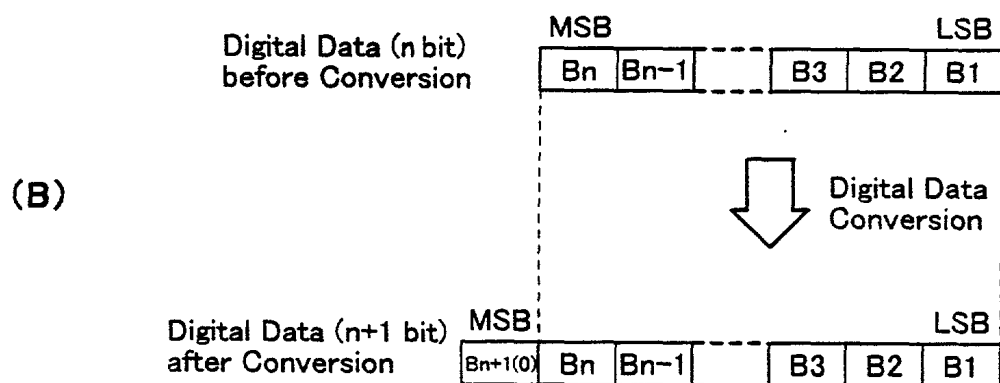 MSB LSB
Digital Data (n bit)
before Conversion
Bn Bn-1 B3 B2 B1
(B)
Digital Data
Conversion
MSB LSB
Digital Data (n+1 bit)
after Conversion
Bn+1(0) Bn Bn-1 B3 B2 B1